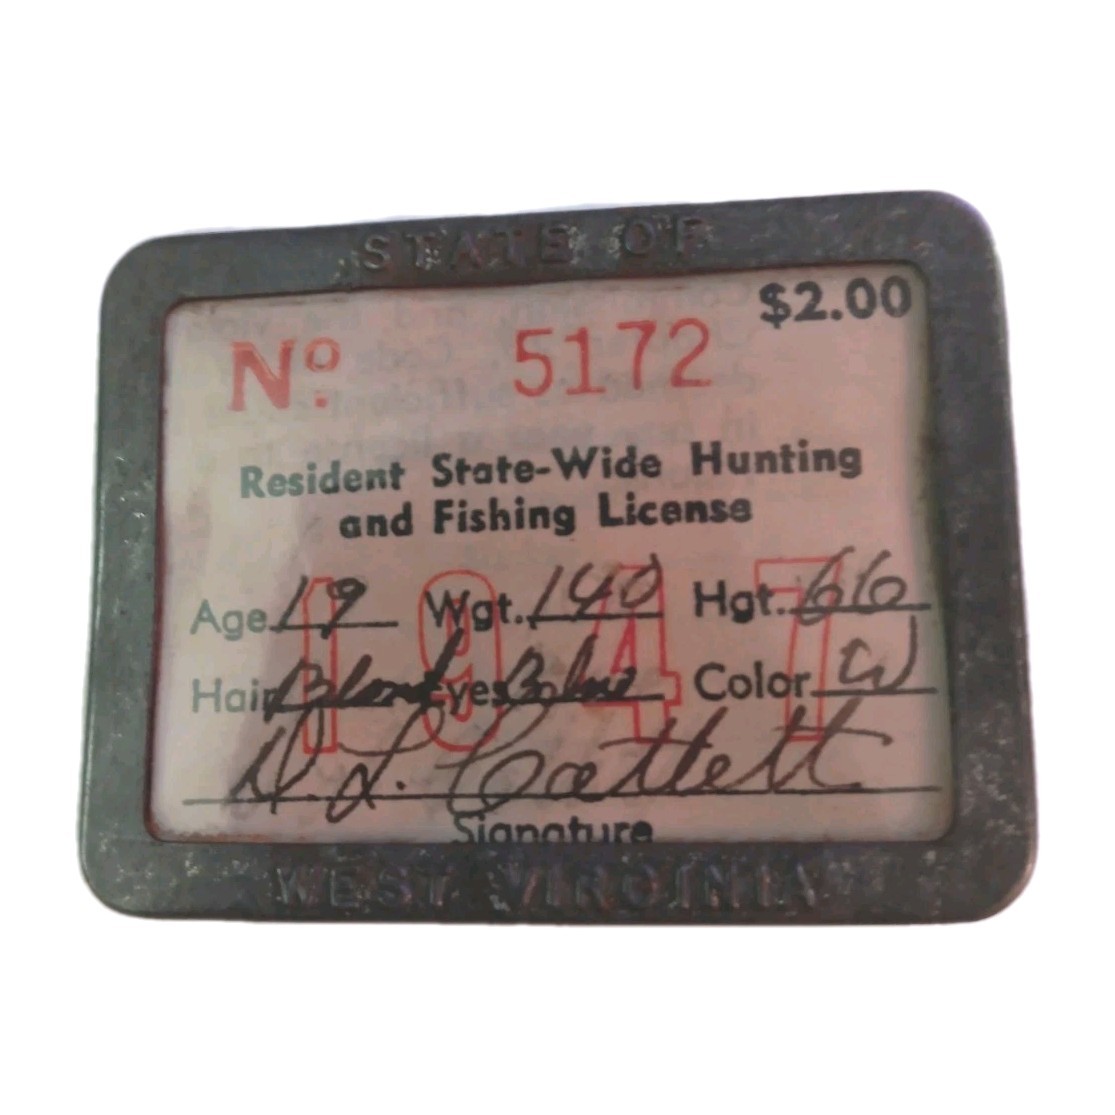 STATE OF
$2.00
Nº 5172
Resident State-Wide Hunting
and Fishing License
1947
Age 19 Wgt. 140 Hgt. 66
Hair Blond Eyes Blue Color W
D. L. Catlett
Signature
WEST VIRGINIA